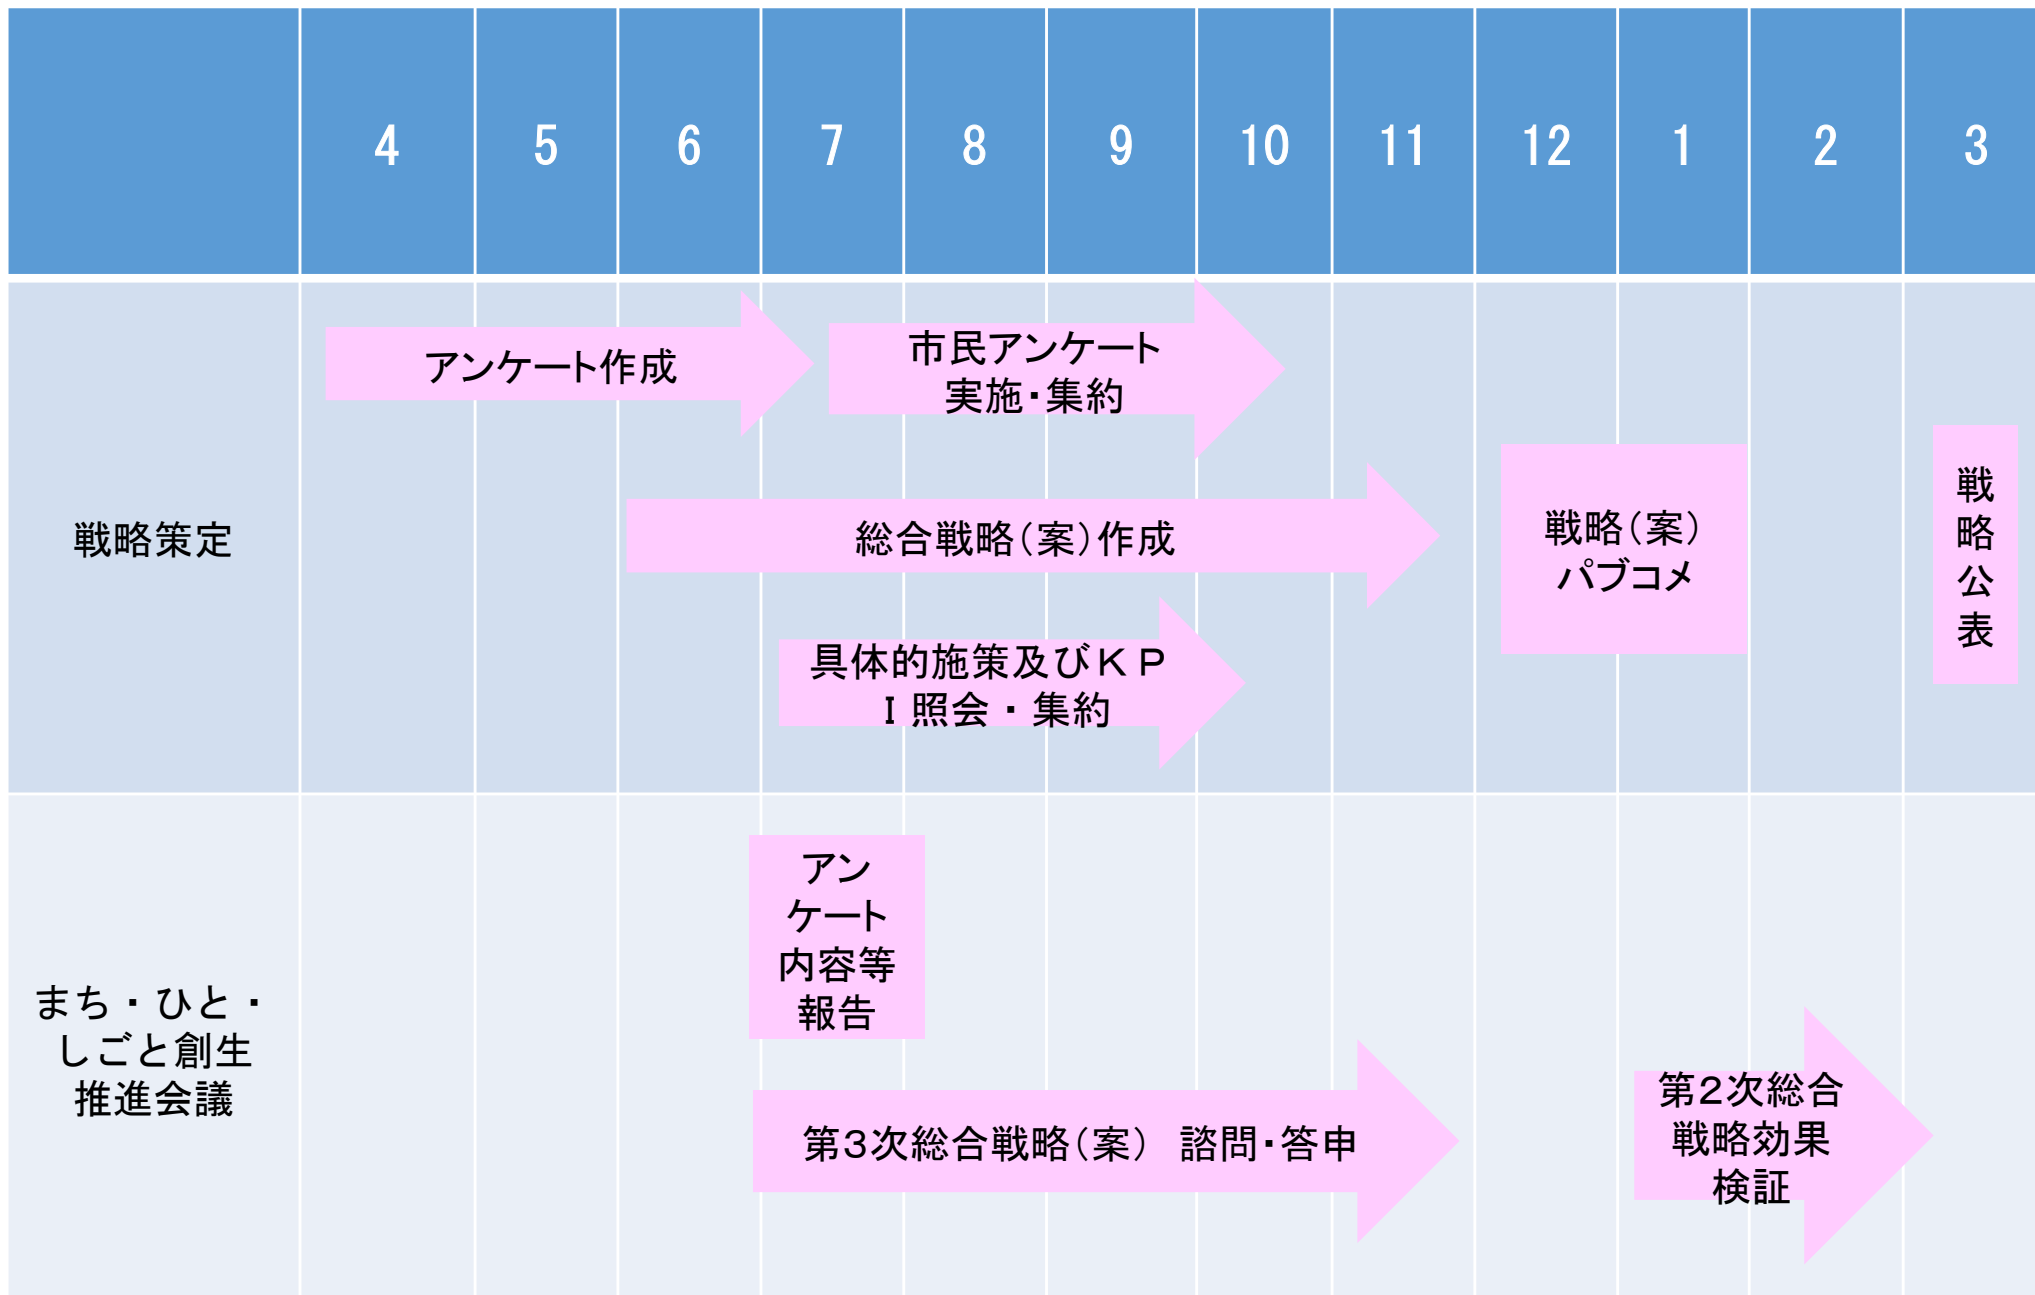 4 5 6 7 8 9 10 11 12 1 2 3
戦略策定
アンケート作成
市民アンケート
実施・集約
総合戦略（案）作成
具体的施策及びＫＰ
Ｉ照会・集約
戦略（案）
パブコメ
戦
略
公
表
まち・ひと・
しごと創生
推進会議
アン
ケート
内容等
報告
第３次総合戦略（案）　諮問・答申
第２次総合
戦略効果
検証